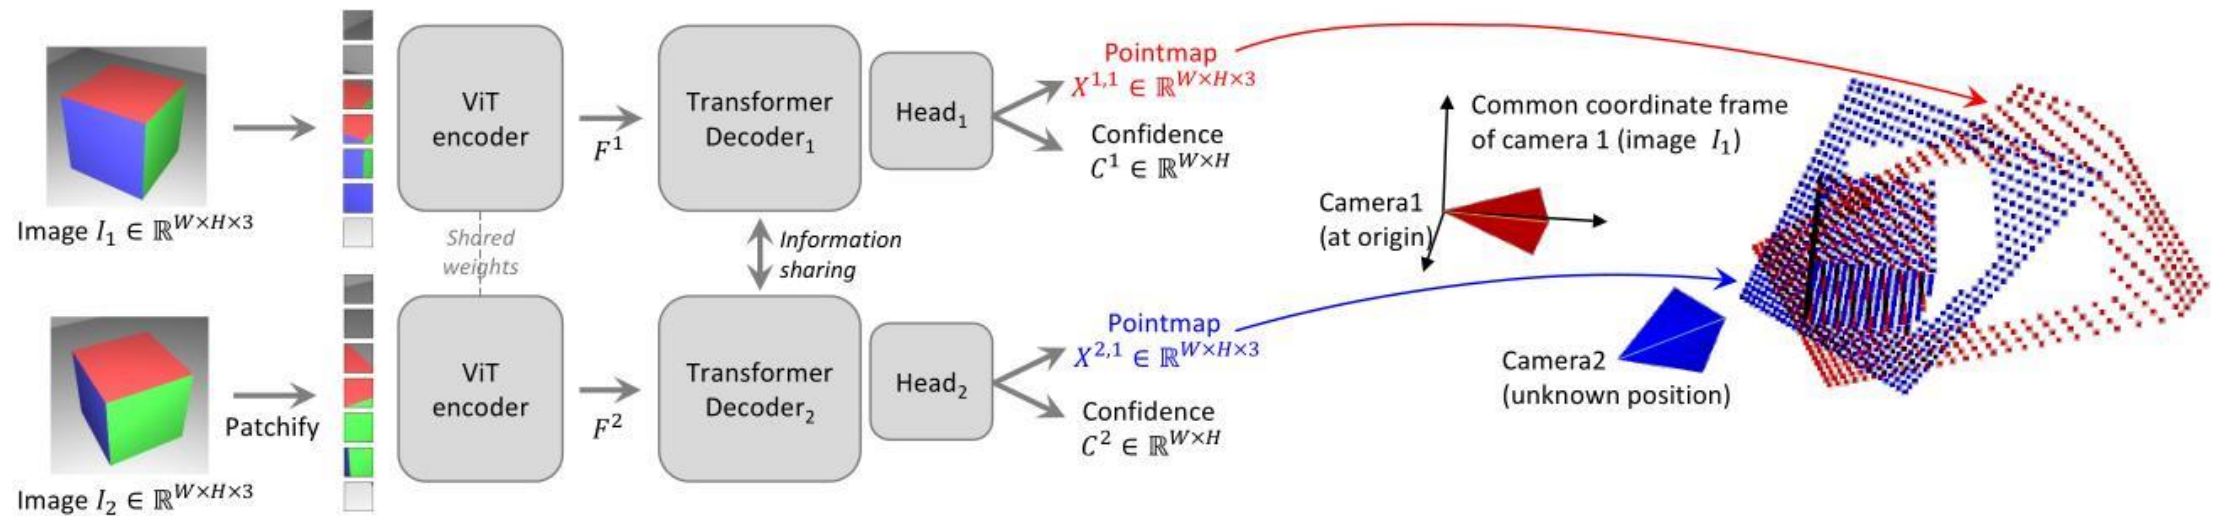 Image I₁ ∈ ℝ^{W×H×3}
ViT
encoder
F¹
Transformer
Decoder₁
Head₁
Pointmap
X^{1,1} ∈ ℝ^{W×H×3}
Confidence
C¹ ∈ ℝ^{W×H}
Shared
weights
Information
sharing
Common coordinate frame
of camera 1 (image I₁)
Camera1
(at origin)
Image I₂ ∈ ℝ^{W×H×3}
Patchify
ViT
encoder
F²
Transformer
Decoder₂
Head₂
Pointmap
X^{2,1} ∈ ℝ^{W×H×3}
Confidence
C² ∈ ℝ^{W×H}
Camera2
(unknown position)